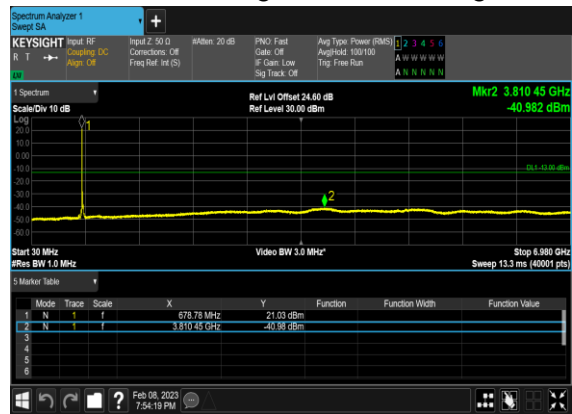 Spectrum Analyzer 1
Swept SA
+
KEYSIGHT Input: RF Input Z: 50 Ω #Atten: 20 dB PNO: Fast Avg Type: Power (RMS) 1 2 3 4 5 6
R T Coupling: DC Corrections: Off Gate: Off Avg|Hold: 100/100 A W W W W W
Align: Off Freq Ref: Int (S) IF Gain: Low Trig: Free Run
LW Sig Track: Off A N N N N N
1 Spectrum Ref Lvl Offset 24.60 dB Mkr2 3.810 45 GHz
Scale/Div 10 dB Ref Level 30.00 dBm -40.982 dBm
Log
20.0
10.0
0.00
-10.0
-20.0
-30.0
-40.0
-50.0
-60.0
1
DL1 -13.00 dBm
2
Start 30 MHz Video BW 3.0 MHz* Stop 6.980 GHz
#Res BW 1.0 MHz Sweep 13.3 ms (40001 pts)
5 Marker Table
Mode Trace Scale X Y Function Function Width Function Value
1 N 1 f 678.78 MHz 21.03 dBm
2 N 1 f 3.810 45 GHz -40.98 dBm
3
4
5
6
? Feb 08, 2023
7:54:19 PM